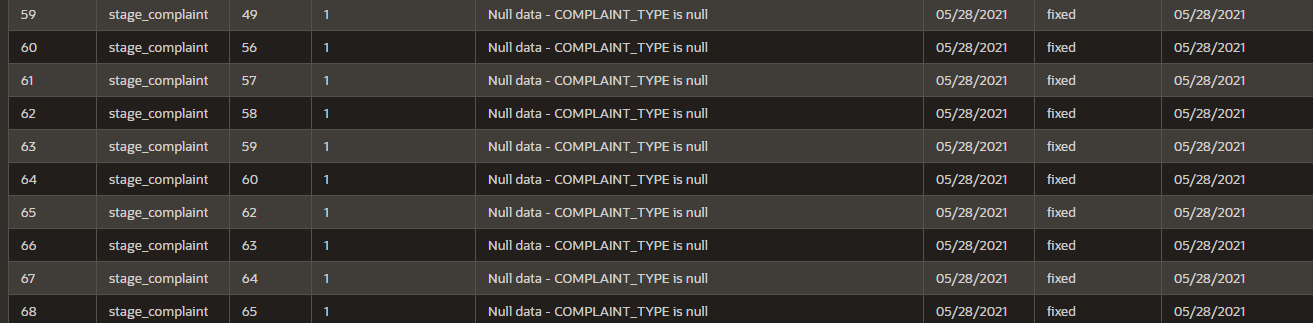 59 stage_complaint 49 1 Null data - COMPLAINT_TYPE is null 05/28/2021 fixed 05/28/2021
60 stage_complaint 56 1 Null data - COMPLAINT_TYPE is null 05/28/2021 fixed 05/28/2021
61 stage_complaint 57 1 Null data - COMPLAINT_TYPE is null 05/28/2021 fixed 05/28/2021
62 stage_complaint 58 1 Null data - COMPLAINT_TYPE is null 05/28/2021 fixed 05/28/2021
63 stage_complaint 59 1 Null data - COMPLAINT_TYPE is null 05/28/2021 fixed 05/28/2021
64 stage_complaint 60 1 Null data - COMPLAINT_TYPE is null 05/28/2021 fixed 05/28/2021
65 stage_complaint 62 1 Null data - COMPLAINT_TYPE is null 05/28/2021 fixed 05/28/2021
66 stage_complaint 63 1 Null data - COMPLAINT_TYPE is null 05/28/2021 fixed 05/28/2021
67 stage_complaint 64 1 Null data - COMPLAINT_TYPE is null 05/28/2021 fixed 05/28/2021
68 stage_complaint 65 1 Null data - COMPLAINT_TYPE is null 05/28/2021 fixed 05/28/2021